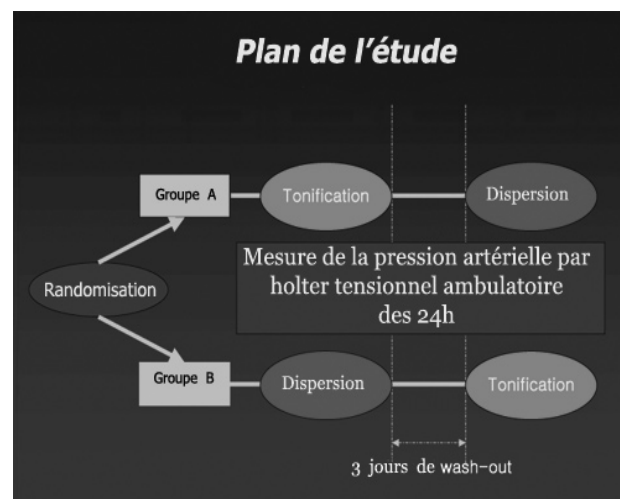 Plan de l'étude
Groupe A
Tonification
Dispersion
Randomisation
Mesure de la pression artérielle par
holter tensionnel ambulatoire
des 24h
Groupe B
Dispersion
Tonification
3 jours de wash-out